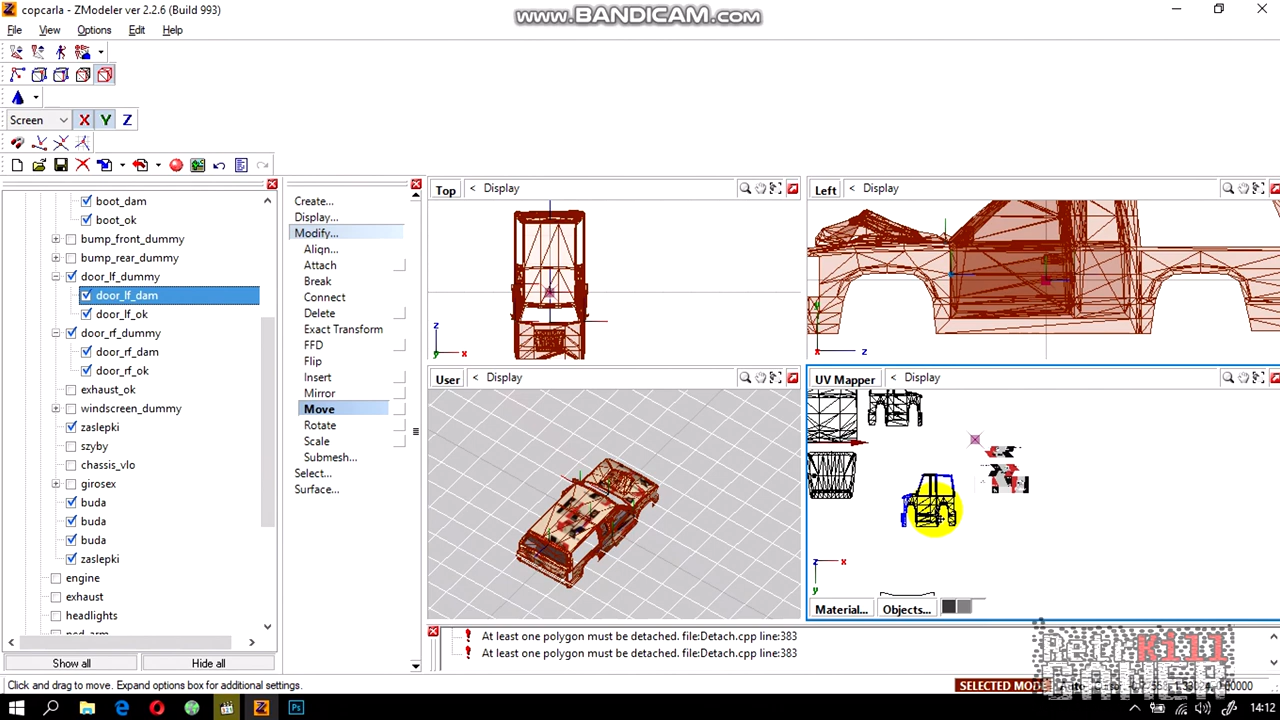 copcarla - ZModeler ver 2.2.6 (Build 993)
www.BANDICAM.com
File View Options Edit Help
Screen X Y Z
boot_dam
boot_ok
bump_front_dummy
bump_rear_dummy
door_lf_dummy
door_lf_dam
door_lf_ok
door_rf_dummy
door_rf_dam
door_rf_ok
exhaust_ok
windscreen_dummy
zaslepki
szyby
chassis_vlo
girosex
buda
buda
buda
zaslepki
engine
exhaust
headlights
Show all Hide all
Create...
Display...
Modify...
Align...
Attach
Break
Connect
Delete
Exact Transform
FFD
Flip
Insert
Mirror
Move
Rotate
Scale
Submesh...
Select...
Surface...
Top < Display
z
y x
Left < Display
y
x z
User < Display
z
y x
UV Mapper < Display
z x
y
Material... Objects...
At least one polygon must be detached. file:Detach.cpp line:383
At least one polygon must be detached. file:Detach.cpp line:383
RetrKill
GAMER
Click and drag to move. Expand options box for additional settings.
SELECTED MODE
14:12